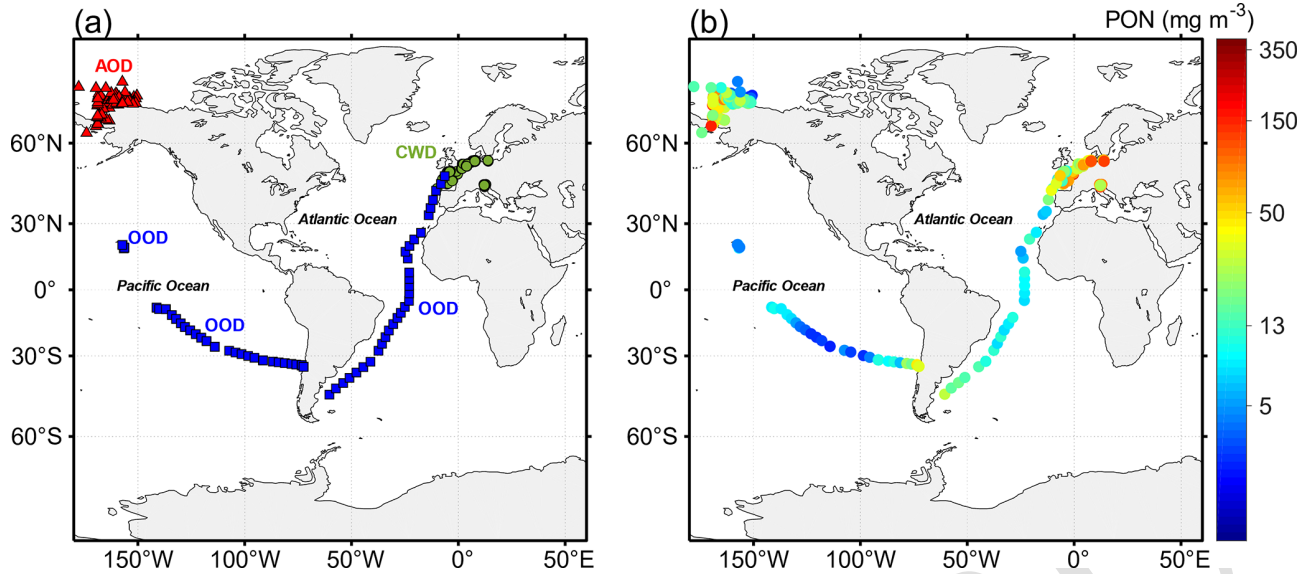 (a)
AOD
CWD
Atlantic Ocean
OOD
Pacific Ocean
OOD
OOD
60°N
30°N
0°
30°S
60°S
150°W
100°W
50°W
0°
50°E
(b)
PON (mg m⁻³)
Atlantic Ocean
Pacific Ocean
60°N
30°N
0°
30°S
60°S
150°W
100°W
50°W
0°
50°E
350
150
50
13
5